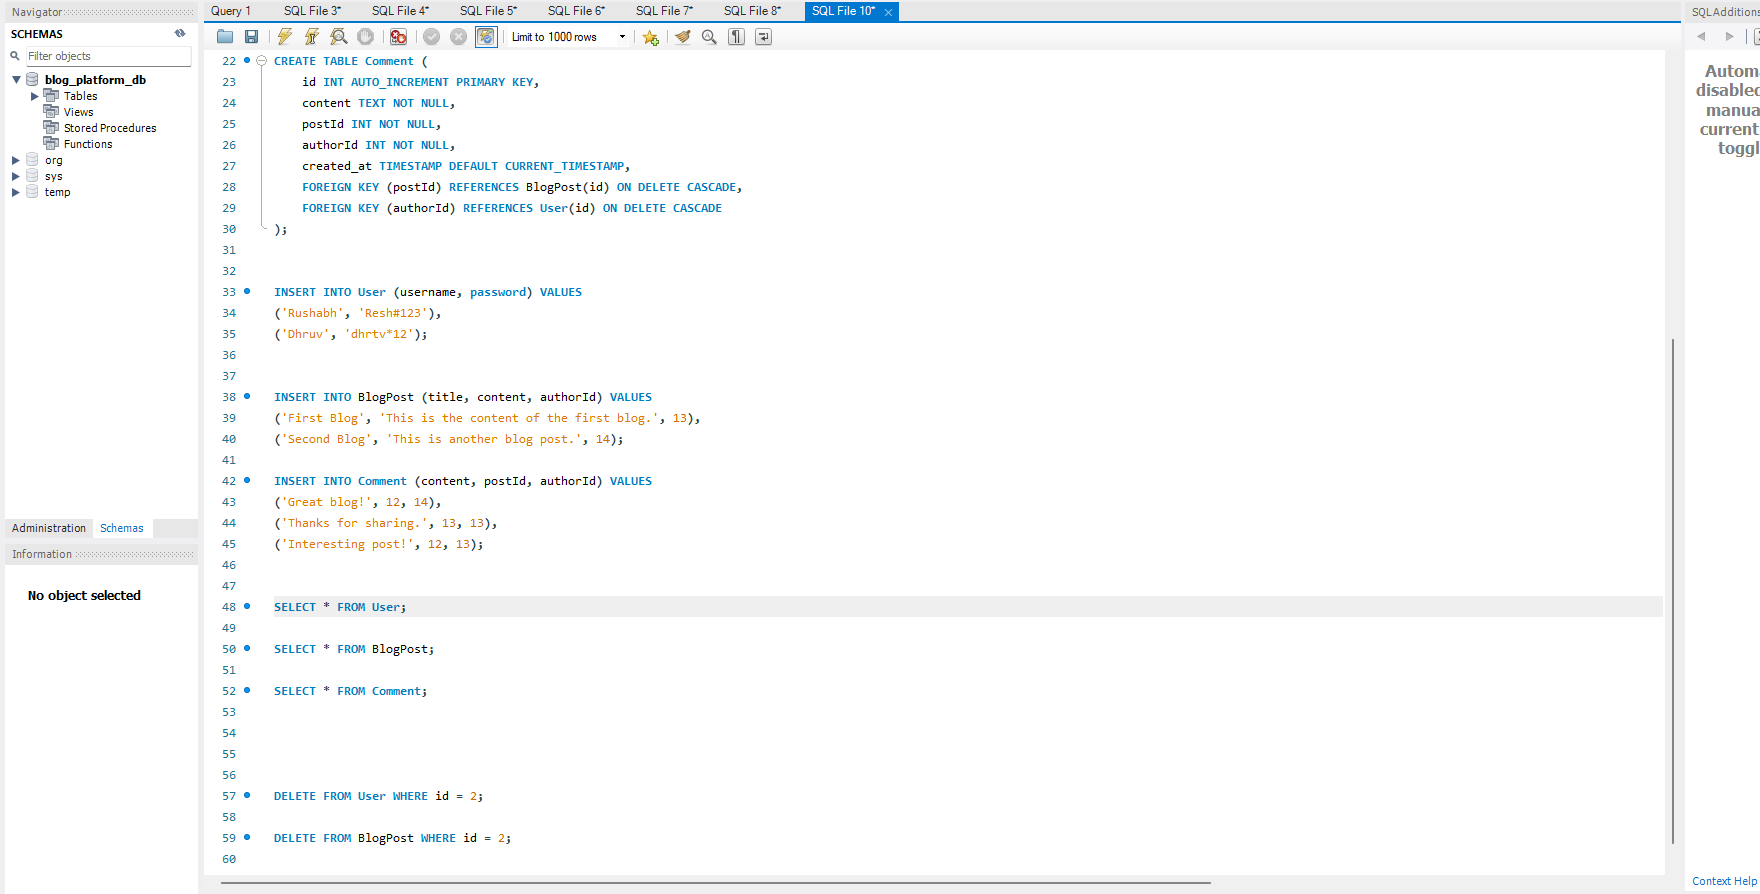 Navigator
SCHEMAS
Filter objects
blog_platform_db
Tables
Views
Stored Procedures
Functions
org
sys
temp
Administration Schemas
Information
No object selected
Query 1 SQL File 3* SQL File 4* SQL File 5* SQL File 6* SQL File 7* SQL File 8* SQL File 10*
Limit to 1000 rows
22 CREATE TABLE Comment (
23 id INT AUTO_INCREMENT PRIMARY KEY,
24 content TEXT NOT NULL,
25 postId INT NOT NULL,
26 authorId INT NOT NULL,
27 created_at TIMESTAMP DEFAULT CURRENT_TIMESTAMP,
28 FOREIGN KEY (postId) REFERENCES BlogPost(id) ON DELETE CASCADE,
29 FOREIGN KEY (authorId) REFERENCES User(id) ON DELETE CASCADE
30 );
31
32
33 INSERT INTO User (username, password) VALUES
34 ('Rushabh', 'Resh#123'),
35 ('Dhruv', 'dhrtv*12');
36
37
38 INSERT INTO BlogPost (title, content, authorId) VALUES
39 ('First Blog', 'This is the content of the first blog.', 13),
40 ('Second Blog', 'This is another blog post.', 14);
41
42 INSERT INTO Comment (content, postId, authorId) VALUES
43 ('Great blog!', 12, 14),
44 ('Thanks for sharing.', 13, 13),
45 ('Interesting post!', 12, 13);
46
47
48 SELECT * FROM User;
49
50 SELECT * FROM BlogPost;
51
52 SELECT * FROM Comment;
53
54
55
56
57 DELETE FROM User WHERE id = 2;
58
59 DELETE FROM BlogPost WHERE id = 2;
60
SQLAdditions
Autom
disabled
manua
current
toggl
Context Help